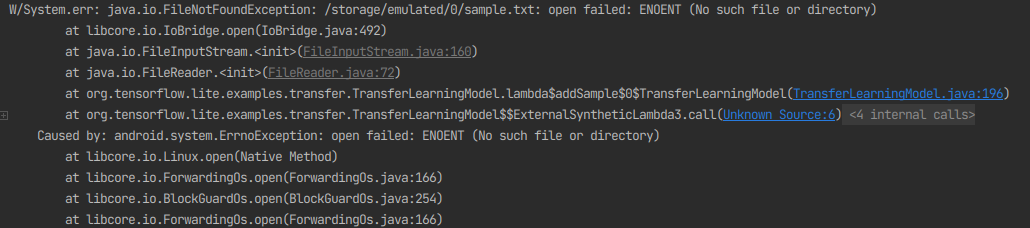 W/System.err: java.io.FileNotFoundException: /storage/emulated/0/sample.txt: open failed: ENOENT (No such file or directory)
at libcore.io.IoBridge.open(IoBridge.java:492)
at java.io.FileInputStream.<init>(FileInputStream.java:160)
at java.io.FileReader.<init>(FileReader.java:72)
at org.tensorflow.lite.examples.transfer.TransferLearningModel.lambda$addSample$0$TransferLearningModel(TransferLearningModel.java:196)
at org.tensorflow.lite.examples.transfer.TransferLearningModel$$ExternalSyntheticLambda3.call(Unknown Source:6) <4 internal calls>
Caused by: android.system.ErrnoException: open failed: ENOENT (No such file or directory)
at libcore.io.Linux.open(Native Method)
at libcore.io.ForwardingOs.open(ForwardingOs.java:166)
at libcore.io.BlockGuardOs.open(BlockGuardOs.java:254)
at libcore.io.ForwardingOs.open(ForwardingOs.java:166)